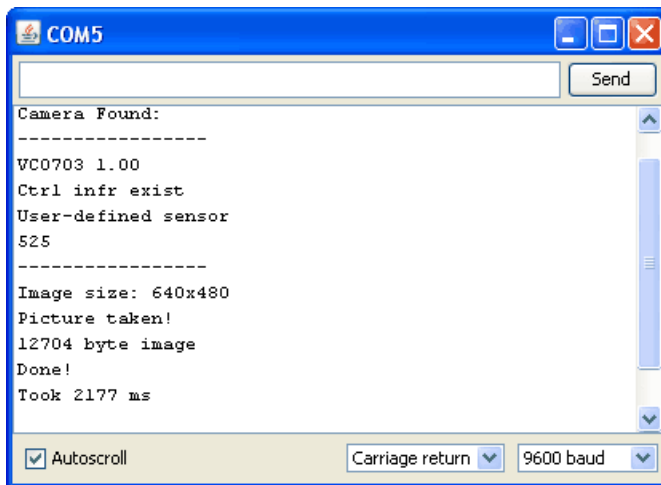 COM5
Send
Camera Found:
-----------------
VC0703 1.00
Ctrl infr exist
User-defined sensor
525
-----------------
Image size: 640x480
Picture taken!
12704 byte image
Done!
Took 2177 ms
Autoscroll
Carriage return
9600 baud